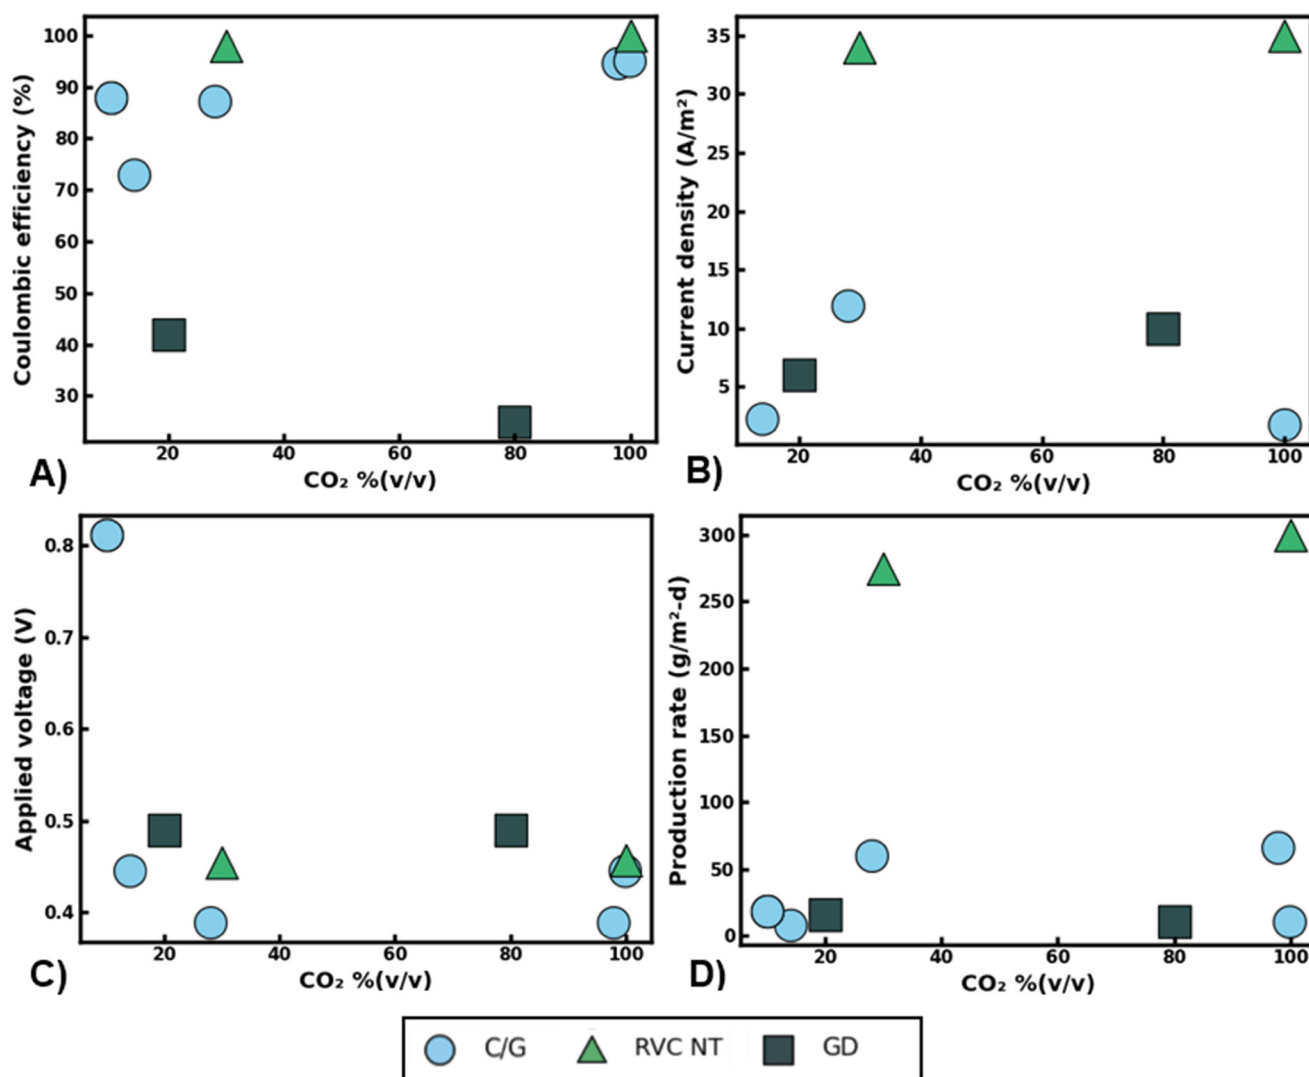 100
90
80
70
60
50
40
30
Coulombic efficiency (%)
20 40 60 80 100
CO₂ %(v/v)
A)
35
30
25
20
15
10
5
Current density (A/m²)
20 40 60 80 100
CO₂ %(v/v)
B)
0.8
0.7
0.6
0.5
0.4
Applied voltage (V)
20 40 60 80 100
CO₂ %(v/v)
C)
300
250
200
150
100
50
0
Production rate (g/m²-d)
20 40 60 80 100
CO₂ %(v/v)
D)
C/G RVC NT GD